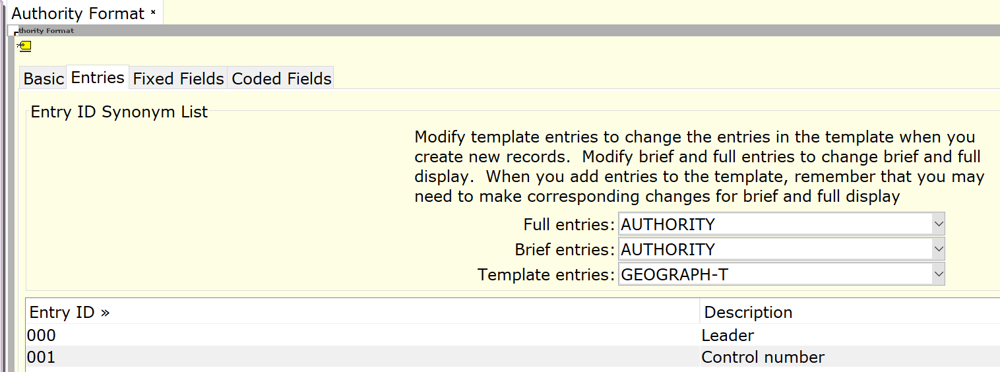 Authority Format ×
thority Format
Basic Entries Fixed Fields Coded Fields
Entry ID Synonym List
Modify template entries to change the entries in the template when you
create new records.  Modify brief and full entries to change brief and full
display.  When you add entries to the template, remember that you may
need to make corresponding changes for brief and full display
Full entries: AUTHORITY
Brief entries: AUTHORITY
Template entries: GEOGRAPH-T
Entry ID » Description
000 Leader
001 Control number